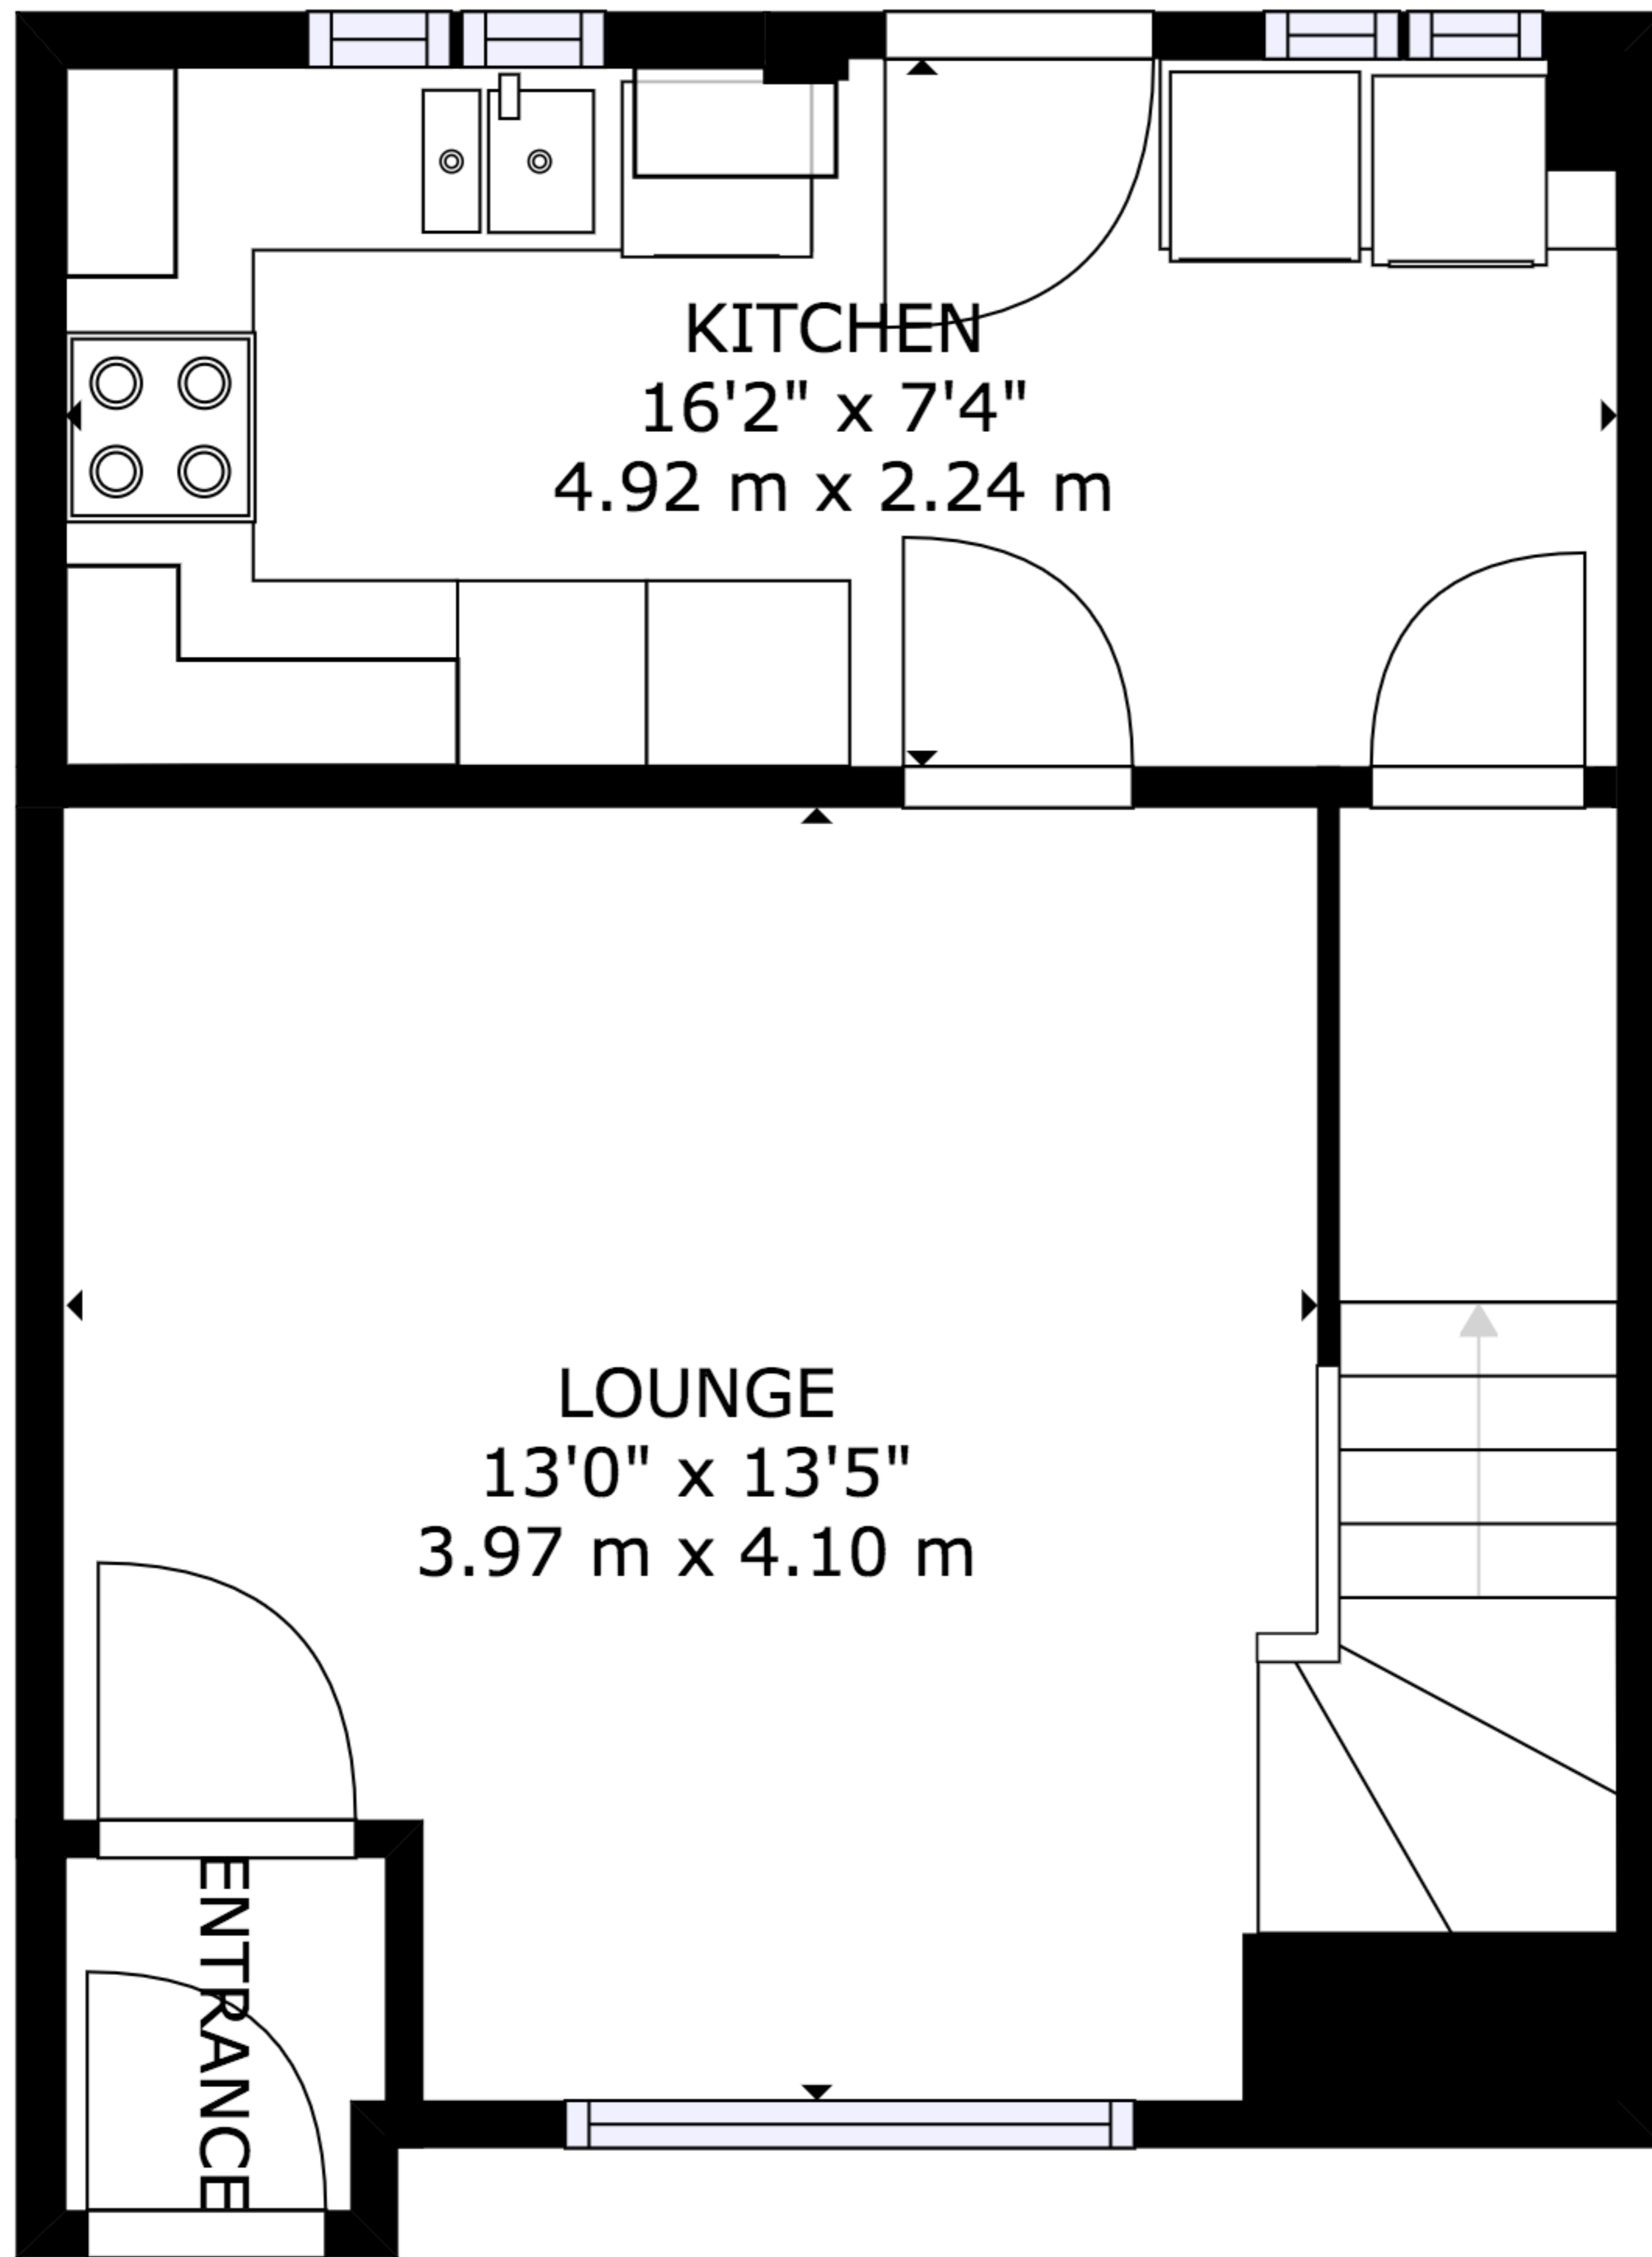 KITCHEN
16'2" x 7'4"
4.92 m x 2.24 m
LOUNGE
13'0" x 13'5"
3.97 m x 4.10 m
ENTRANCE